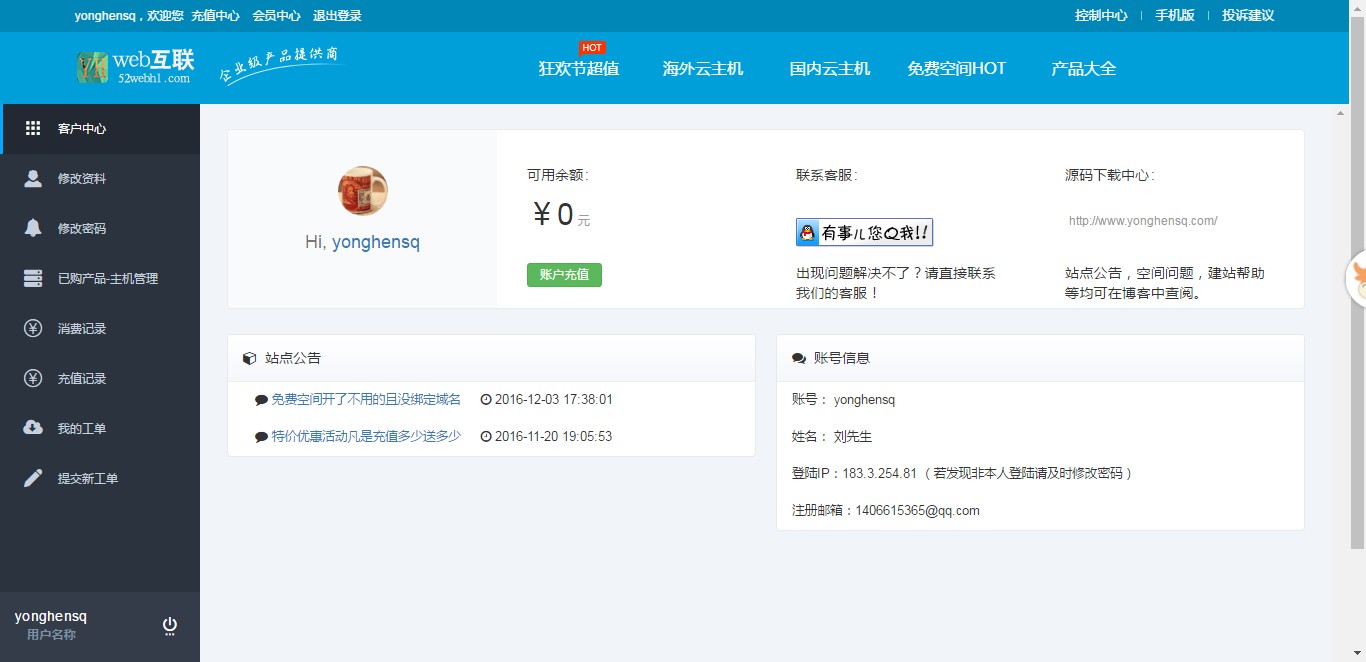 yonghensq，欢迎您 充值中心 会员中心 退出登录
控制中心 | 手机版 | 投诉建议
web互联
52webhl.com
企业级产品提供商
HOT
狂欢节超值 海外云主机 国内云主机 免费空间HOT 产品大全
客户中心
修改资料
修改密码
已购产品-主机管理
消费记录
充值记录
我的工单
提交新工单
yonghensq
用户名称
Hi, yonghensq
可用余额:
¥ 0 元
账户充值
联系客服:
有事儿您Q我!!
出现问题解决不了？请直接联系
我们的客服！
源码下载中心:
http://www.yonghensq.com/
站点公告，空间问题，建站帮助
等均可在博客中查阅。
站点公告
免费空间开了不用的且没绑定域名 2016-12-03 17:38:01
特价优惠活动凡是充值多少送多少 2016-11-20 19:05:53
账号信息
账号： yonghensq
姓名： 刘先生
登陆IP：183.3.254.81 （若发现非本人登陆请及时修改密码）
注册邮箱：1406615365@qq.com